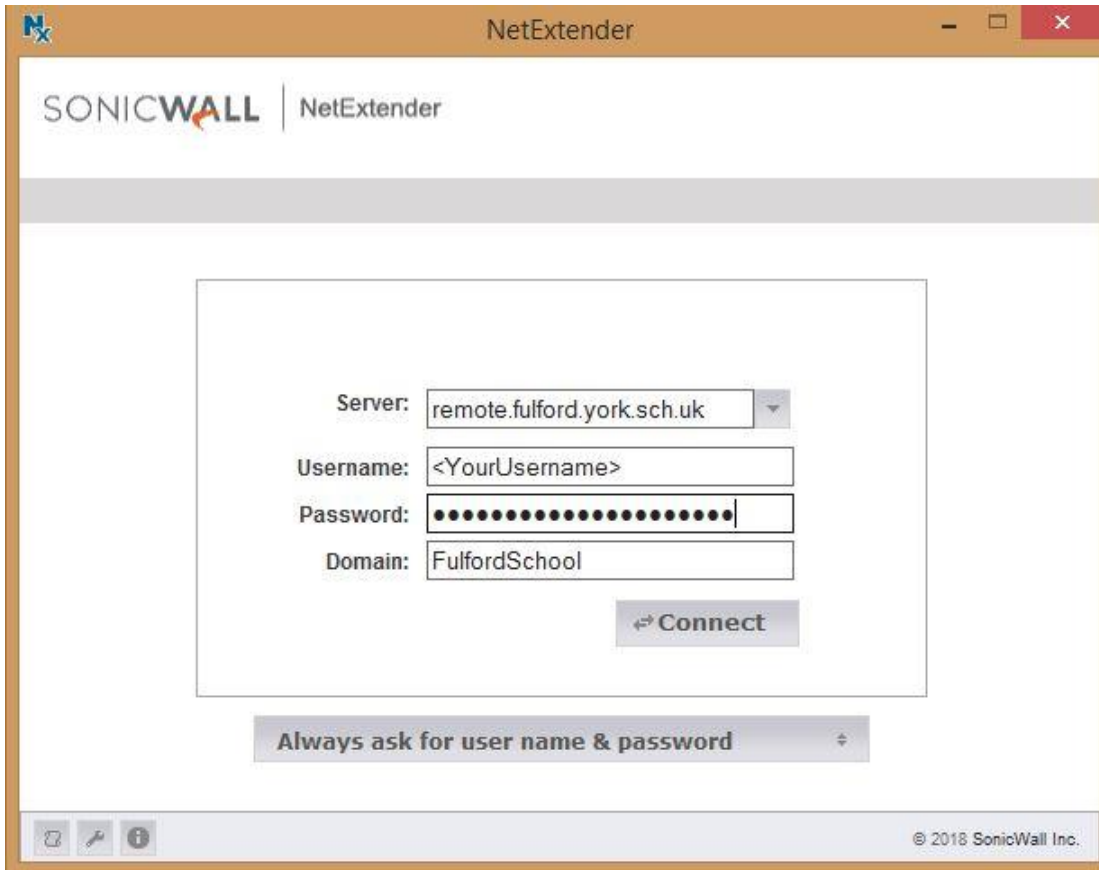 NetExtender
SONICWALL NetExtender
Server: remote.fulford.york.sch.uk
Username: <YourUsername>
Password: ●●●●●●●●●●●●●●●●●●●●●
Domain: FulfordSchool
Connect
Always ask for user name & password
© 2018 SonicWall Inc.